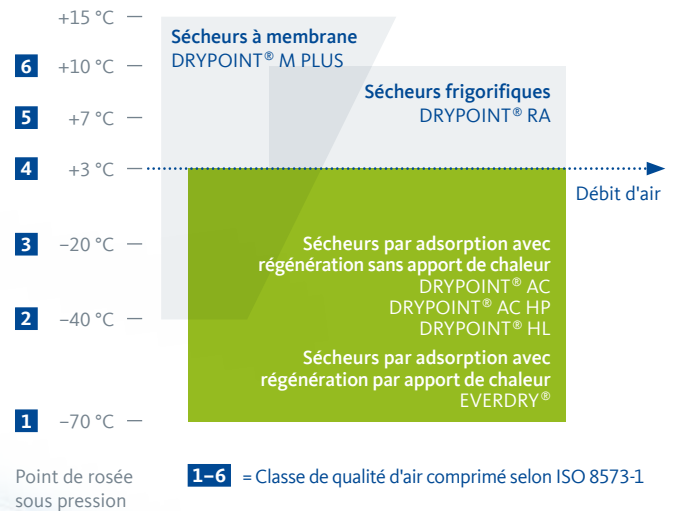 +15 °C
Sécheurs à membrane
DRYPOINT® M PLUS
6 +10 °C
Sécheurs frigorifiques
DRYPOINT® RA
5 +7 °C
4 +3 °C
Débit d'air
3 −20 °C
Sécheurs par adsorption avec
régénération sans apport de chaleur
DRYPOINT® AC
DRYPOINT® AC HP
DRYPOINT® HL
2 −40 °C
Sécheurs par adsorption avec
régénération par apport de chaleur
EVERDRY®
1 −70 °C
Point de rosée
sous pression
1–6 = Classe de qualité d'air comprimé selon ISO 8573-1